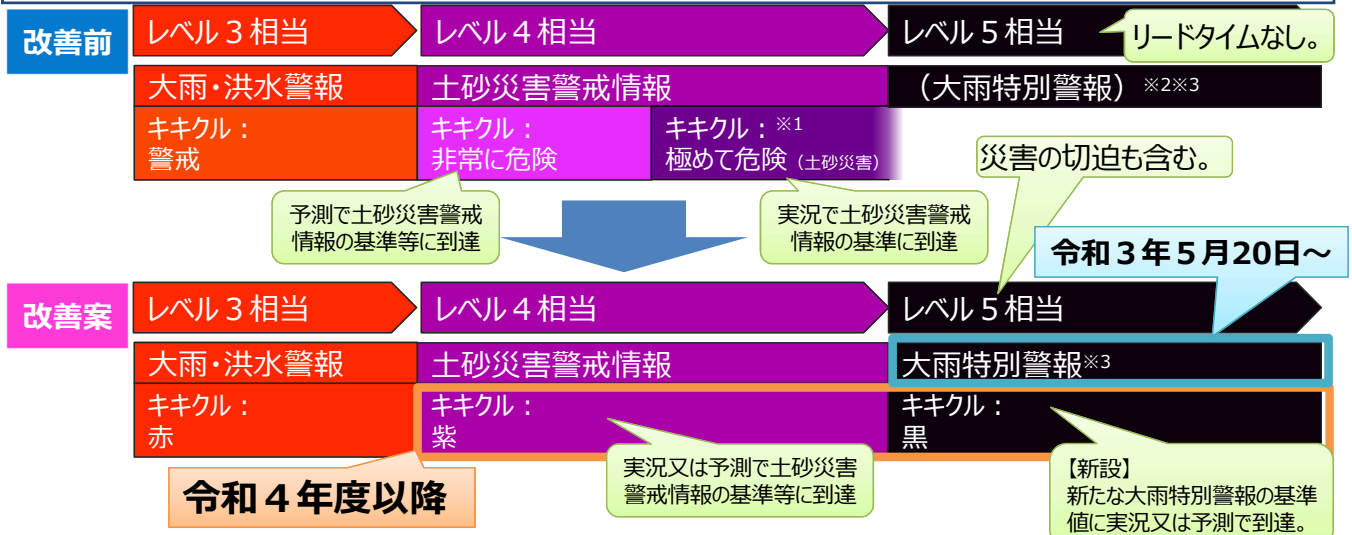 改善前
レベル３相当
レベル４相当
レベル５相当
リードタイムなし。
大雨・洪水警報
土砂災害警戒情報
（大雨特別警報）※2※3
キキクル：
警戒
キキクル：
非常に危険
キキクル：※1
極めて危険（土砂災害）
災害の切迫も含む。
予測で土砂災害警戒
情報の基準等に到達
実況で土砂災害警戒
情報の基準に到達
令和３年５月20日～
改善案
レベル３相当
レベル４相当
レベル５相当
大雨・洪水警報
土砂災害警戒情報
大雨特別警報※3
キキクル：
赤
キキクル：
紫
キキクル：
黒
令和４年度以降
実況又は予測で土砂災害
警戒情報の基準等に到達
【新設】
新たな大雨特別警報の基準
値に実況又は予測で到達。